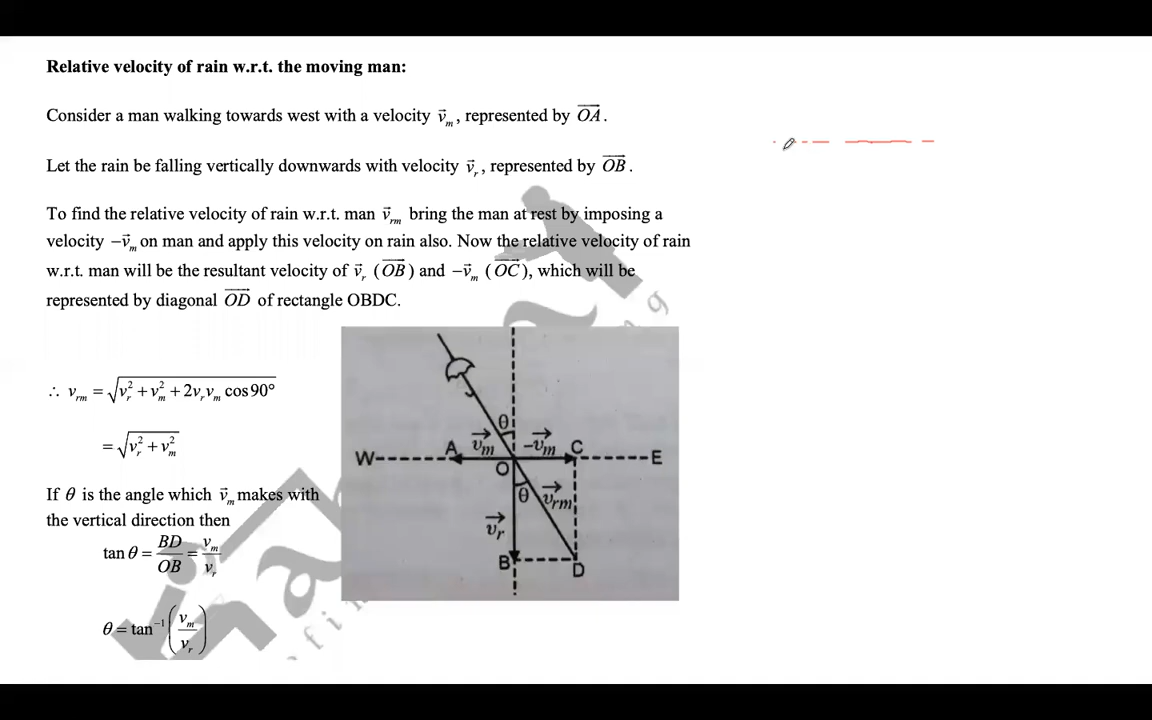 Relative velocity of rain w.r.t. the moving man:
Consider a man walking towards west with a velocity v⃗ₘ, represented by OA⃗.
Let the rain be falling vertically downwards with velocity v⃗ᵣ, represented by OB⃗.
To find the relative velocity of rain w.r.t. man v⃗ᵣₘ bring the man at rest by imposing a
velocity −v⃗ₘ on man and apply this velocity on rain also. Now the relative velocity of rain
w.r.t. man will be the resultant velocity of v⃗ᵣ (OB⃗) and −v⃗ₘ (OC⃗), which will be
represented by diagonal OD⃗ of rectangle OBDC.
∴ vᵣₘ = √(vᵣ² + vₘ² + 2vᵣvₘ cos 90°)
= √(vᵣ² + vₘ²)
If θ is the angle which v⃗ₘ makes with
the vertical direction then
tan θ = BD/OB = vₘ/vᵣ
θ = tan⁻¹(vₘ/vᵣ)
θ
W A v⃗ₘ −v⃗ₘ C E
O
θ v⃗ᵣₘ
v⃗ᵣ
B D